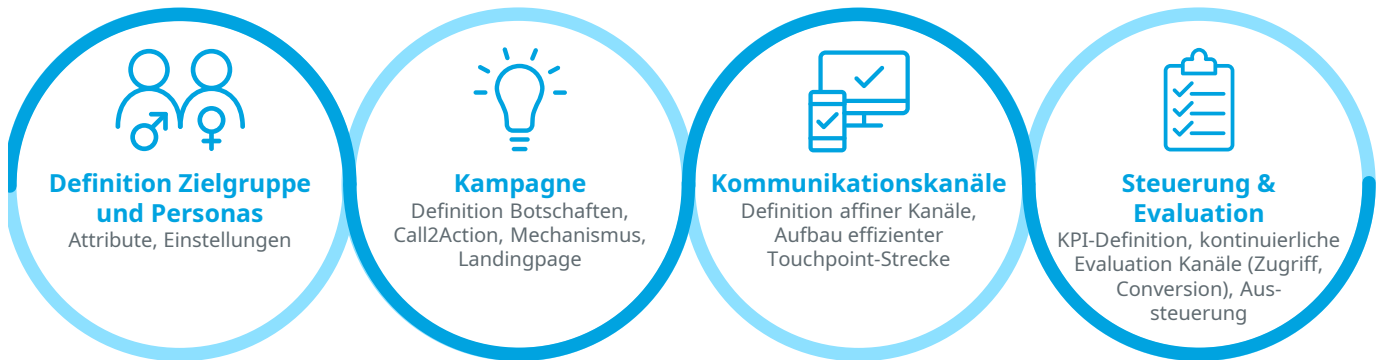 Definition Zielgruppe
und Personas
Attribute, Einstellungen
Kampagne
Definition Botschaften,
Call2Action, Mechanismus,
Landingpage
Kommunikationskanäle
Definition affiner Kanäle,
Aufbau effizienter
Touchpoint-Strecke
Steuerung &
Evaluation
KPI-Definition, kontinuierliche
Evaluation Kanäle (Zugriff,
Conversion), Aus-
steuerung